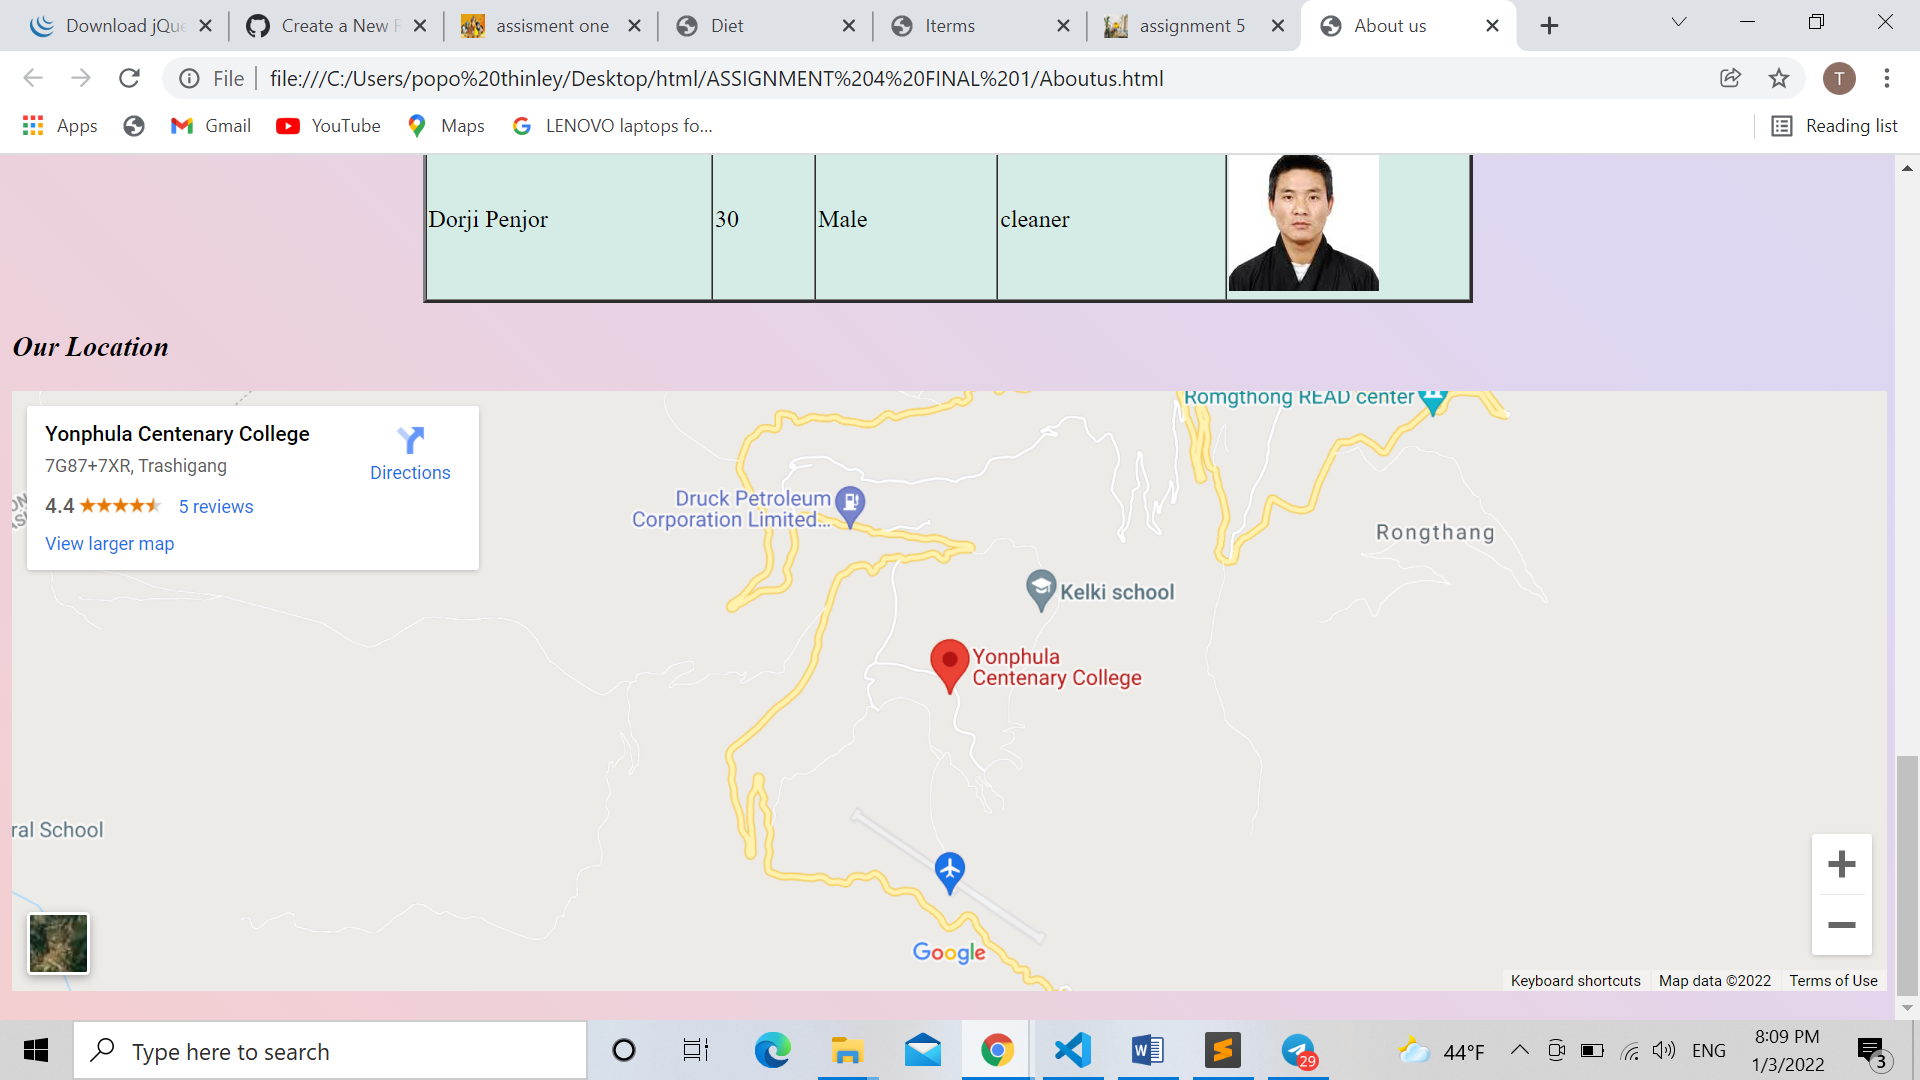 Download jQue
Create a New R
assisment one
Diet
Iterms
assignment 5
About us
File
file:///C:/Users/popo%20thinley/Desktop/html/ASSIGNMENT%204%20FINAL%201/Aboutus.html
T
Apps
Gmail
YouTube
Maps
LENOVO laptops fo...
Reading list
Dorji Penjor 30 Male cleaner
Our Location
Romgthong READ center
Yonphula Centenary College
7G87+7XR, Trashigang
Directions
4.4 5 reviews
View larger map
Druck Petroleum
Corporation Limited...
Rongthang
Kelki school
Yonphula
Centenary College
ral School
Google
Keyboard shortcuts
Map data ©2022
Terms of Use
Type here to search
29
44°F
ENG
8:09 PM
1/3/2022
3